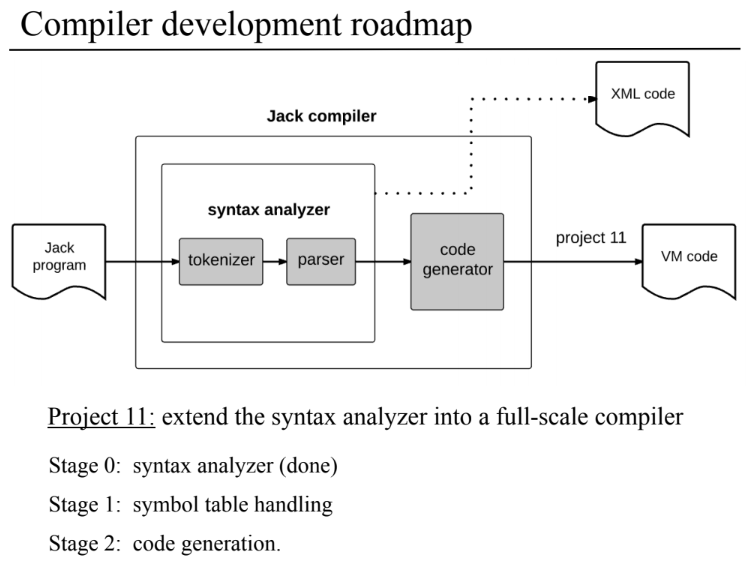 Compiler development roadmap
XML code
Jack compiler
syntax analyzer
Jack
program
tokenizer
parser
code
generator
project 11
VM code
Project 11: extend the syntax analyzer into a full-scale compiler
Stage 0: syntax analyzer (done)
Stage 1: symbol table handling
Stage 2: code generation.